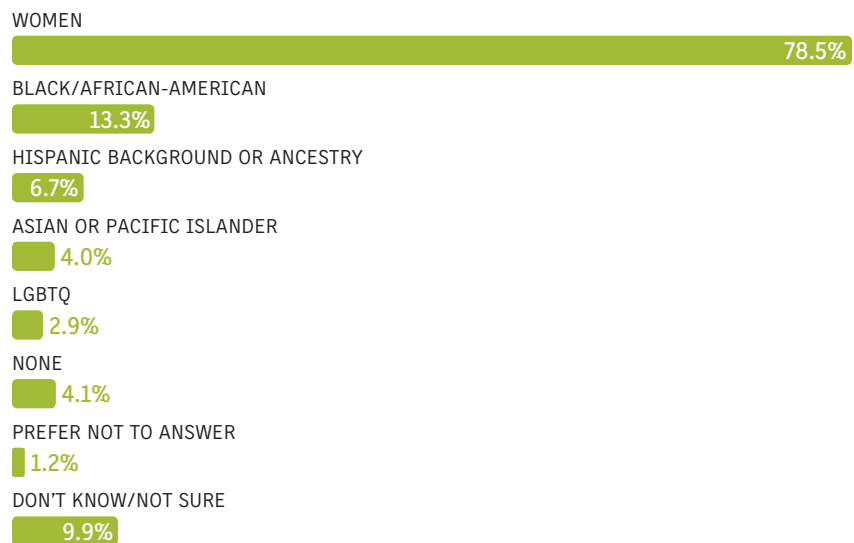 WOMEN
78.5%
BLACK/AFRICAN-AMERICAN
13.3%
HISPANIC BACKGROUND OR ANCESTRY
6.7%
ASIAN OR PACIFIC ISLANDER
4.0%
LGBTQ
2.9%
NONE
4.1%
PREFER NOT TO ANSWER
1.2%
DON’T KNOW/NOT SURE
9.9%